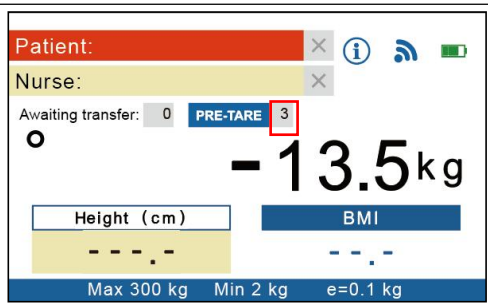 Patient: ×
Nurse: ×
Awaiting transfer: 0 PRE-TARE 3
-13.5kg
Height (cm) BMI
---.- --.-
Max 300 kg Min 2 kg e=0.1 kg